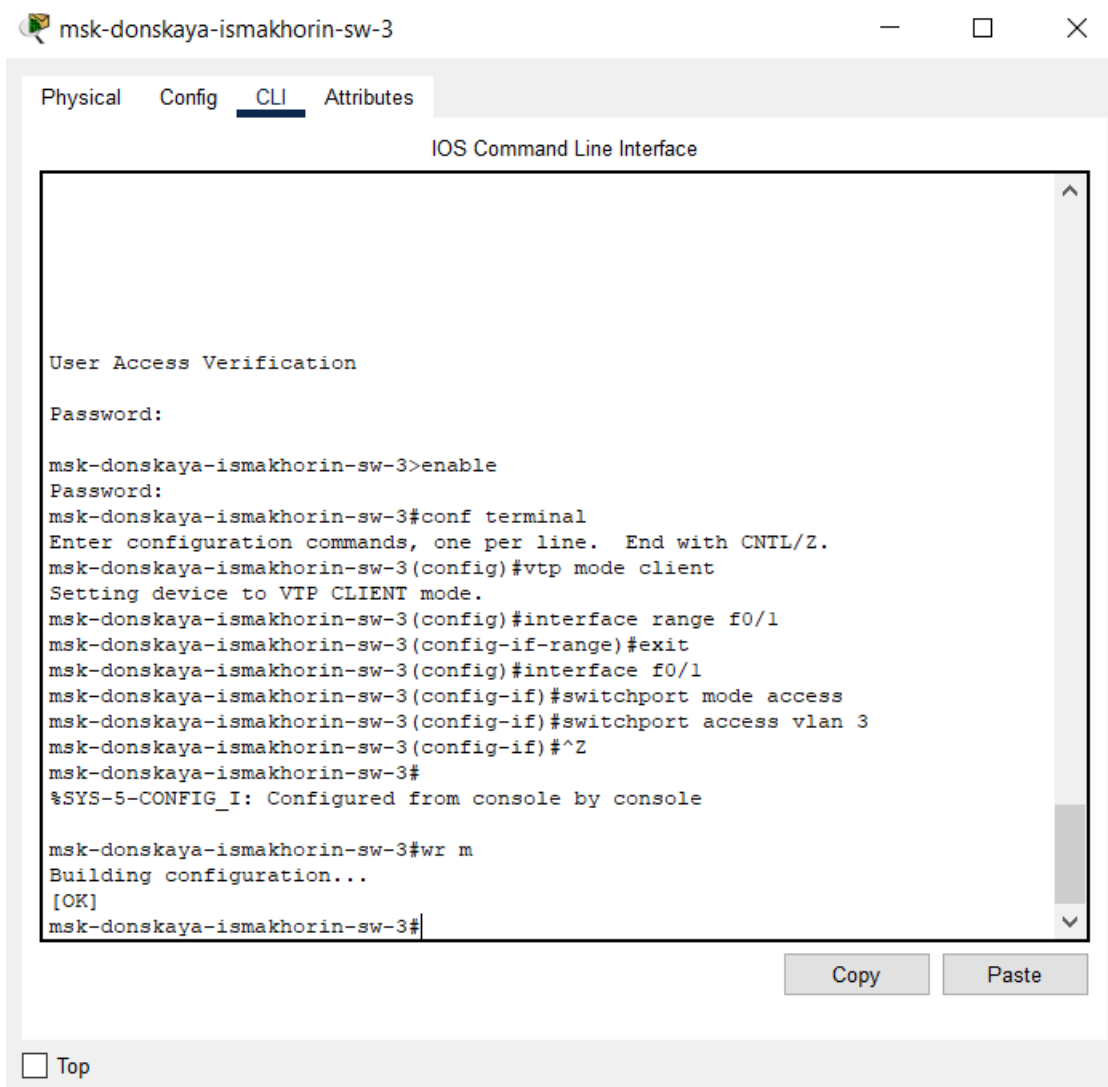 msk-donskaya-ismakhorin-sw-3
Physical Config CLI Attributes
IOS Command Line Interface
User Access Verification
Password:
msk-donskaya-ismakhorin-sw-3>enable
Password:
msk-donskaya-ismakhorin-sw-3#conf terminal
Enter configuration commands, one per line.  End with CNTL/Z.
msk-donskaya-ismakhorin-sw-3(config)#vtp mode client
Setting device to VTP CLIENT mode.
msk-donskaya-ismakhorin-sw-3(config)#interface range f0/1
msk-donskaya-ismakhorin-sw-3(config-if-range)#exit
msk-donskaya-ismakhorin-sw-3(config)#interface f0/1
msk-donskaya-ismakhorin-sw-3(config-if)#switchport mode access
msk-donskaya-ismakhorin-sw-3(config-if)#switchport access vlan 3
msk-donskaya-ismakhorin-sw-3(config-if)#^Z
msk-donskaya-ismakhorin-sw-3#
%SYS-5-CONFIG_I: Configured from console by console
msk-donskaya-ismakhorin-sw-3#wr m
Building configuration...
[OK]
msk-donskaya-ismakhorin-sw-3#
Copy Paste
Top